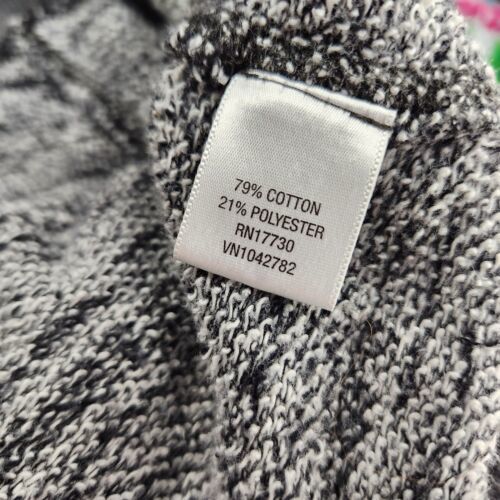 79% COTTON
21% POLYESTER
RN17730
VN1042782